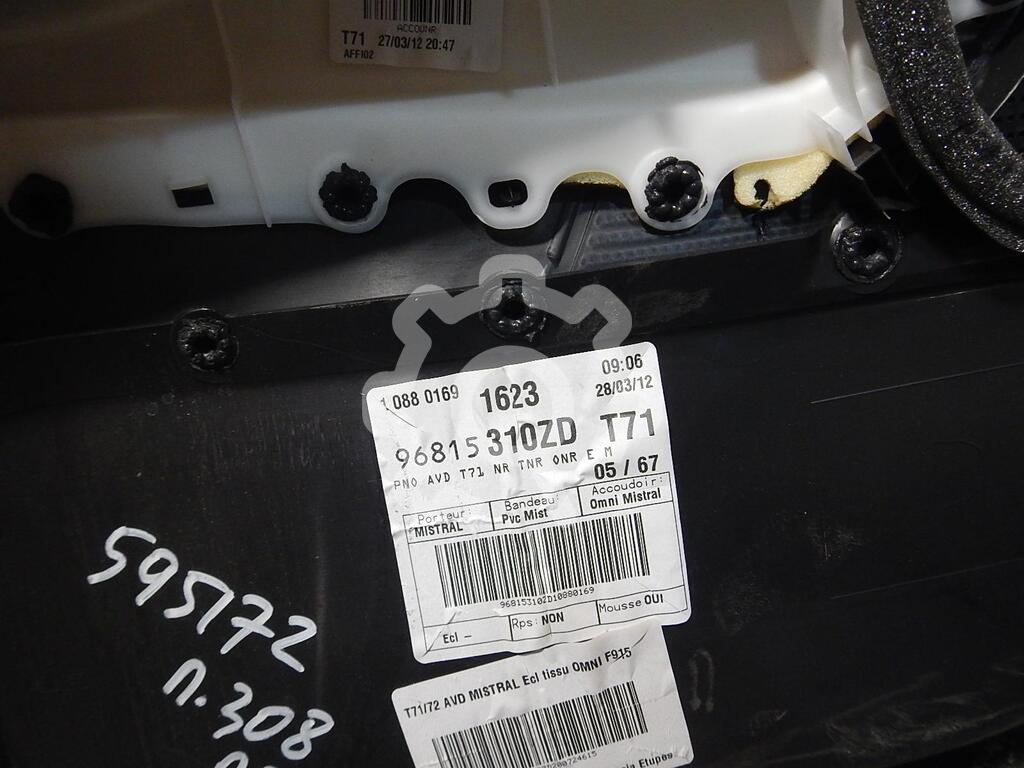 ACCOUNR
T71 27/03/12 20:47
AFFI02
1 088 0169 1623 09:06
28/03/12
96815 310ZD T71
PNO AVD T71 NR TNR ONR E M
05 / 67
Porteur: Bandeau: Accoudoir:
MISTRAL Pvc Mist Omni Mistral
96815310ZD10880169
Ecl – Rps: NON Mousse OUI
T71/72 AVD MISTRAL Ecl tissu OMNI F915
595172
п.308